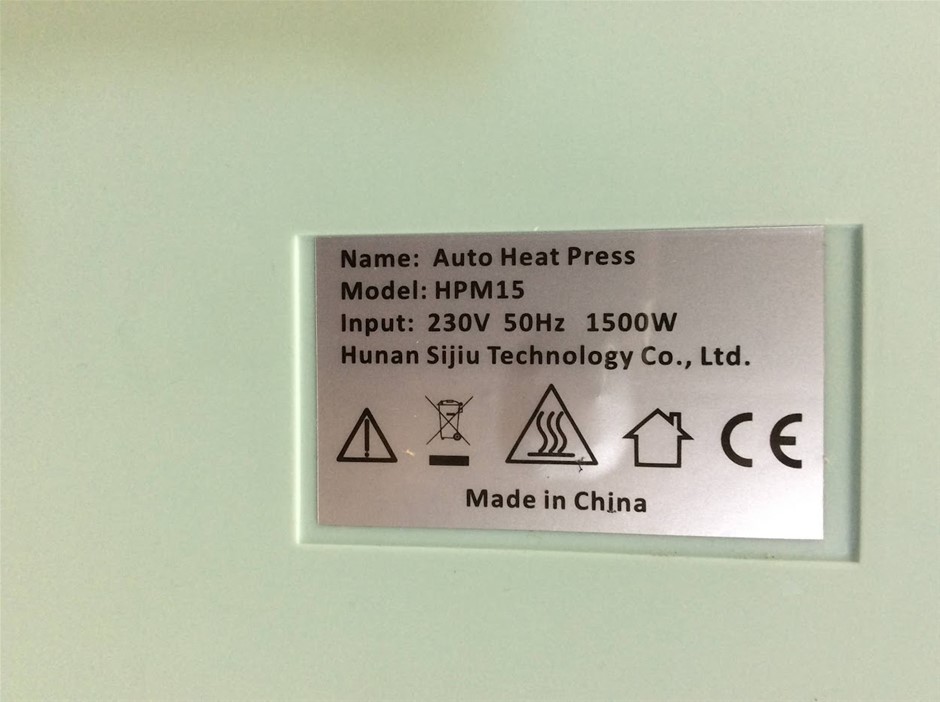 Name: Auto Heat Press
Model: HPM15
Input: 230V 50Hz 1500W
Hunan Sijiu Technology Co., Ltd.
CE
Made in China